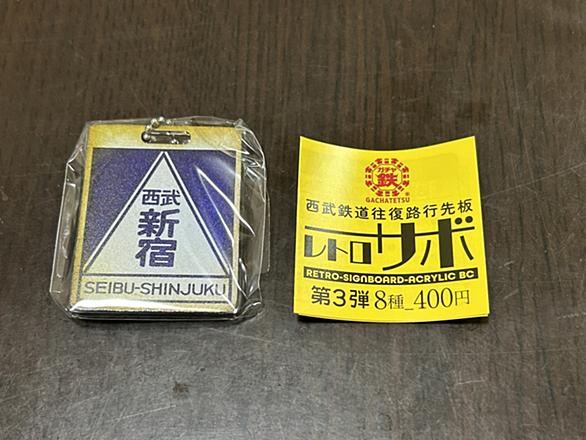 西武
新宿
SEIBU-SHINJUKU
ガチャ
鉄
GACHATETSU
西武鉄道往復路行先板
レトロサボ
RETRO-SIGNBOARD-ACRYLIC BC
第3弾 8種_400円